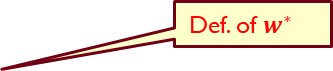 Def. of w*